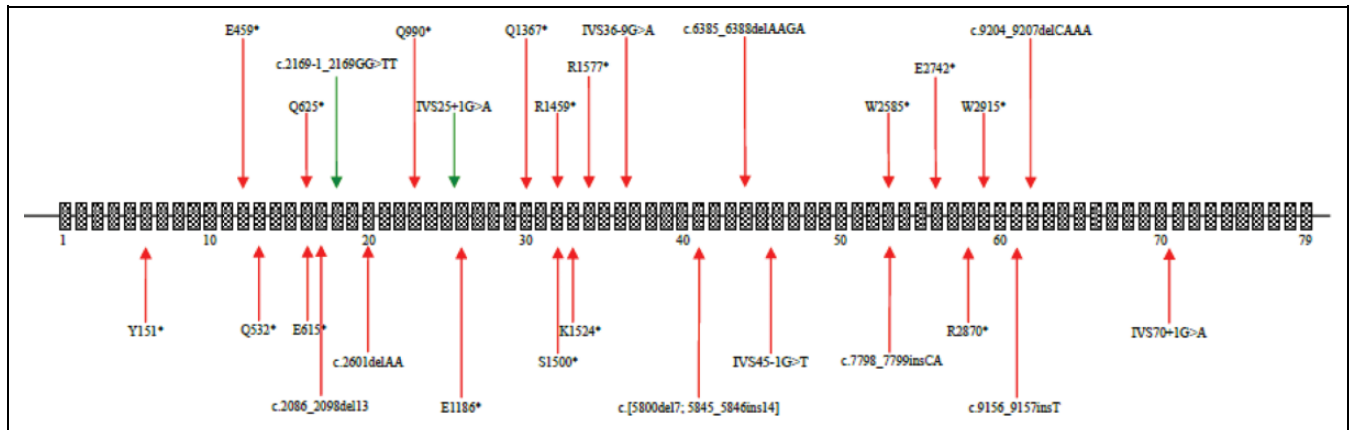 E459*
Q990*
Q1367*
IVS36-9G>A
c.6385_6388delAAGA
c.9204_9207delCAAA
c.2169-1_2169GG>TT
R1577*
E2742*
Q625*
IVS25+1G>A
R1459*
W2585*
W2915*
1
10
20
30
40
50
60
70
79
Y151*
Q532*
E615*
K1524*
R2870*
IVS70+1G>A
c.2601delAA
S1500*
IVS45-1G>T
c.7798_7799insCA
c.2086_2098del13
E1186*
c.[5800del7; 5845_5846ins14]
c.9156_9157insT